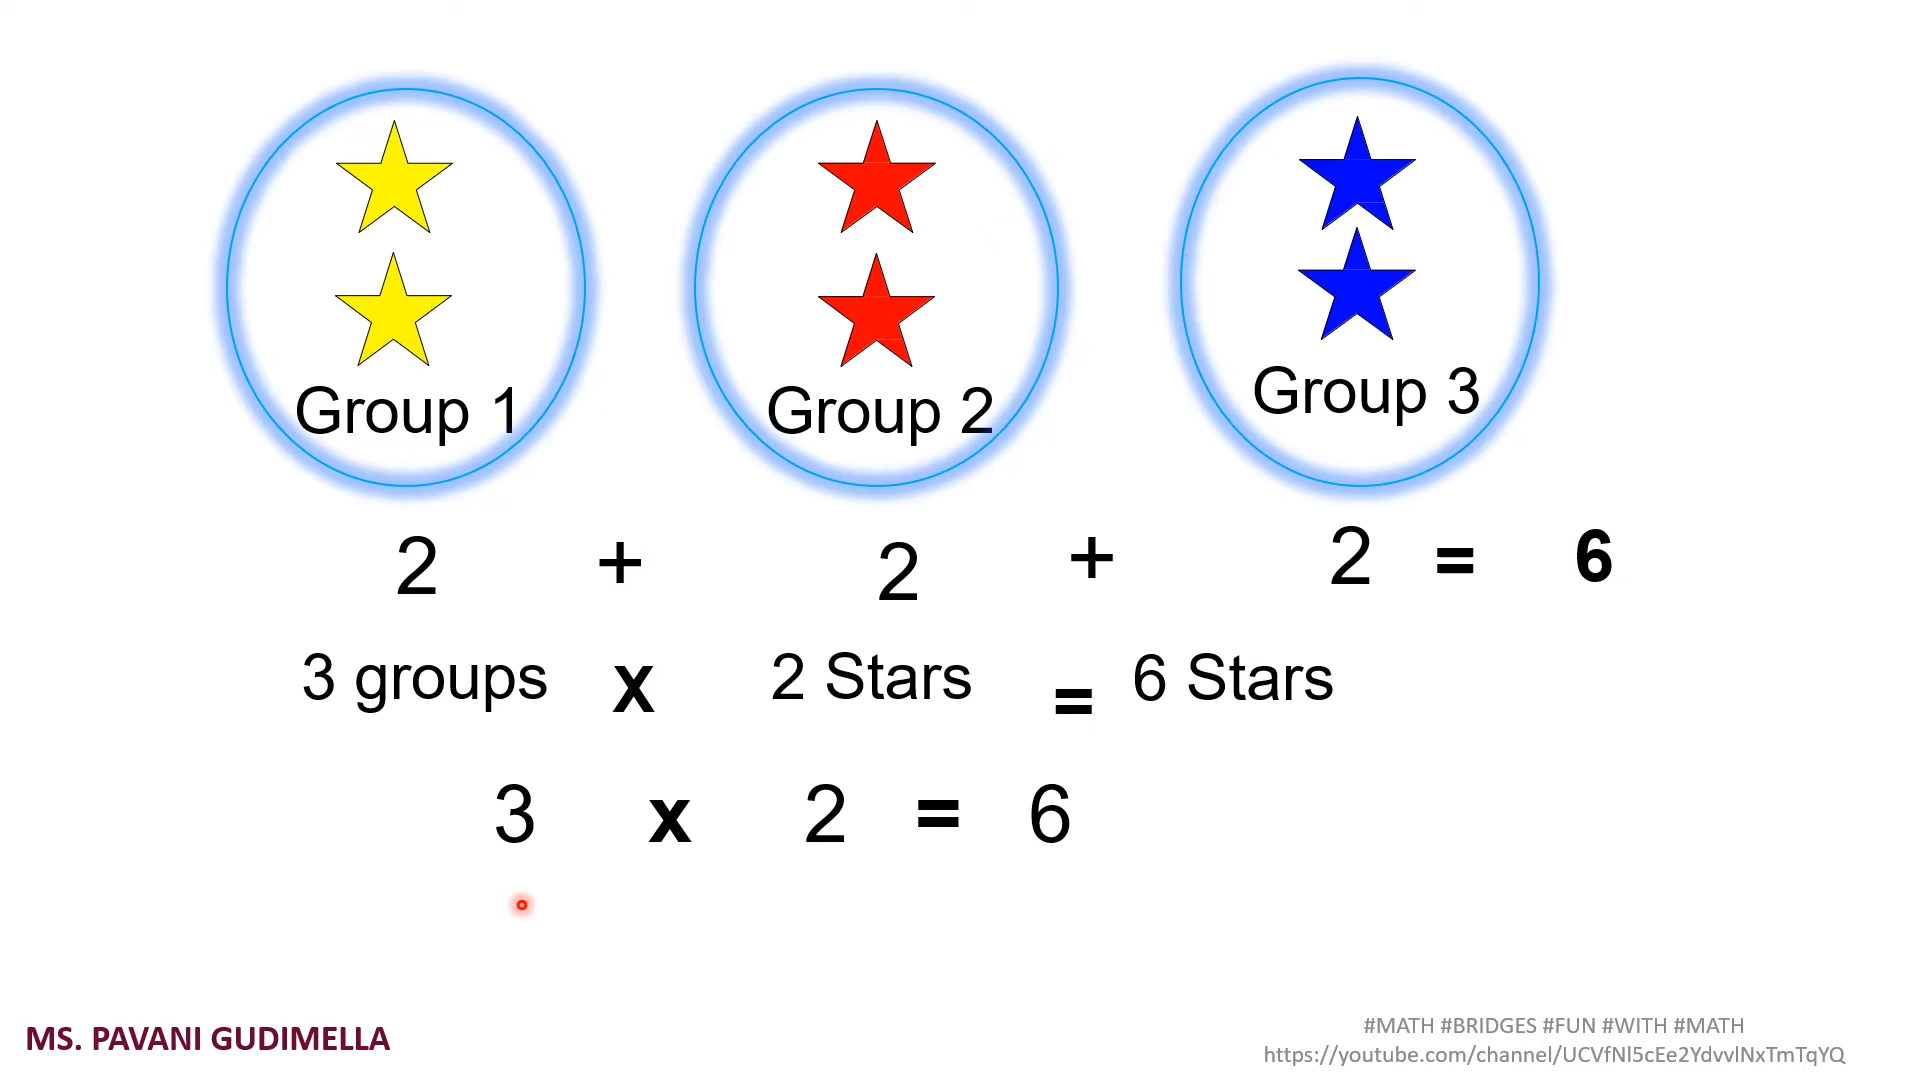 Group 1 Group 2 Group 3
2 + 2 + 2 = 6
3 groups x 2 Stars = 6 Stars
3 x 2 = 6
MS. PAVANI GUDIMELLA
#MATH #BRIDGES #FUN #WITH #MATH
https://youtube.com/channel/UCVfNl5cEe2YdvvlNxTmTqYQ